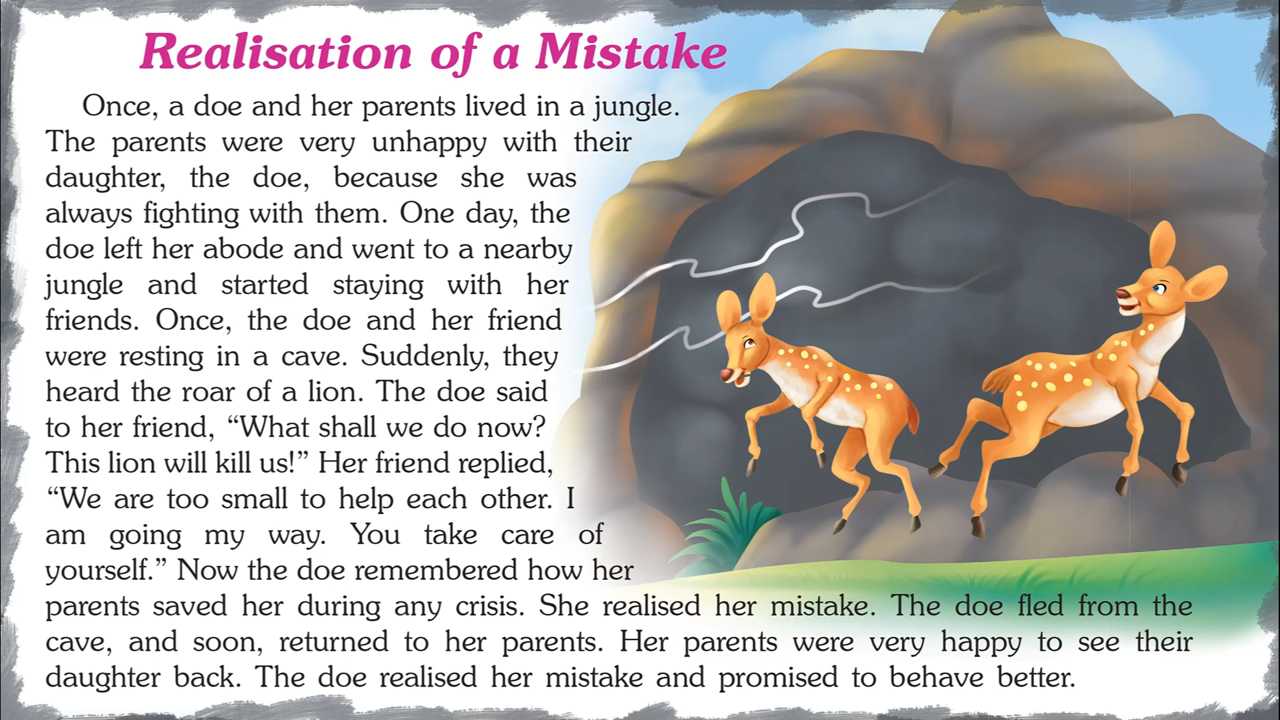 Realisation of a Mistake
Once, a doe and her parents lived in a jungle.
The parents were very unhappy with their
daughter, the doe, because she was
always fighting with them. One day, the
doe left her abode and went to a nearby
jungle and started staying with her
friends. Once, the doe and her friend
were resting in a cave. Suddenly, they
heard the roar of a lion. The doe said
to her friend, “What shall we do now?
This lion will kill us!” Her friend replied,
“We are too small to help each other. I
am going my way. You take care of
yourself.” Now the doe remembered how her
parents saved her during any crisis. She realised her mistake. The doe fled from the
cave, and soon, returned to her parents. Her parents were very happy to see their
daughter back. The doe realised her mistake and promised to behave better.